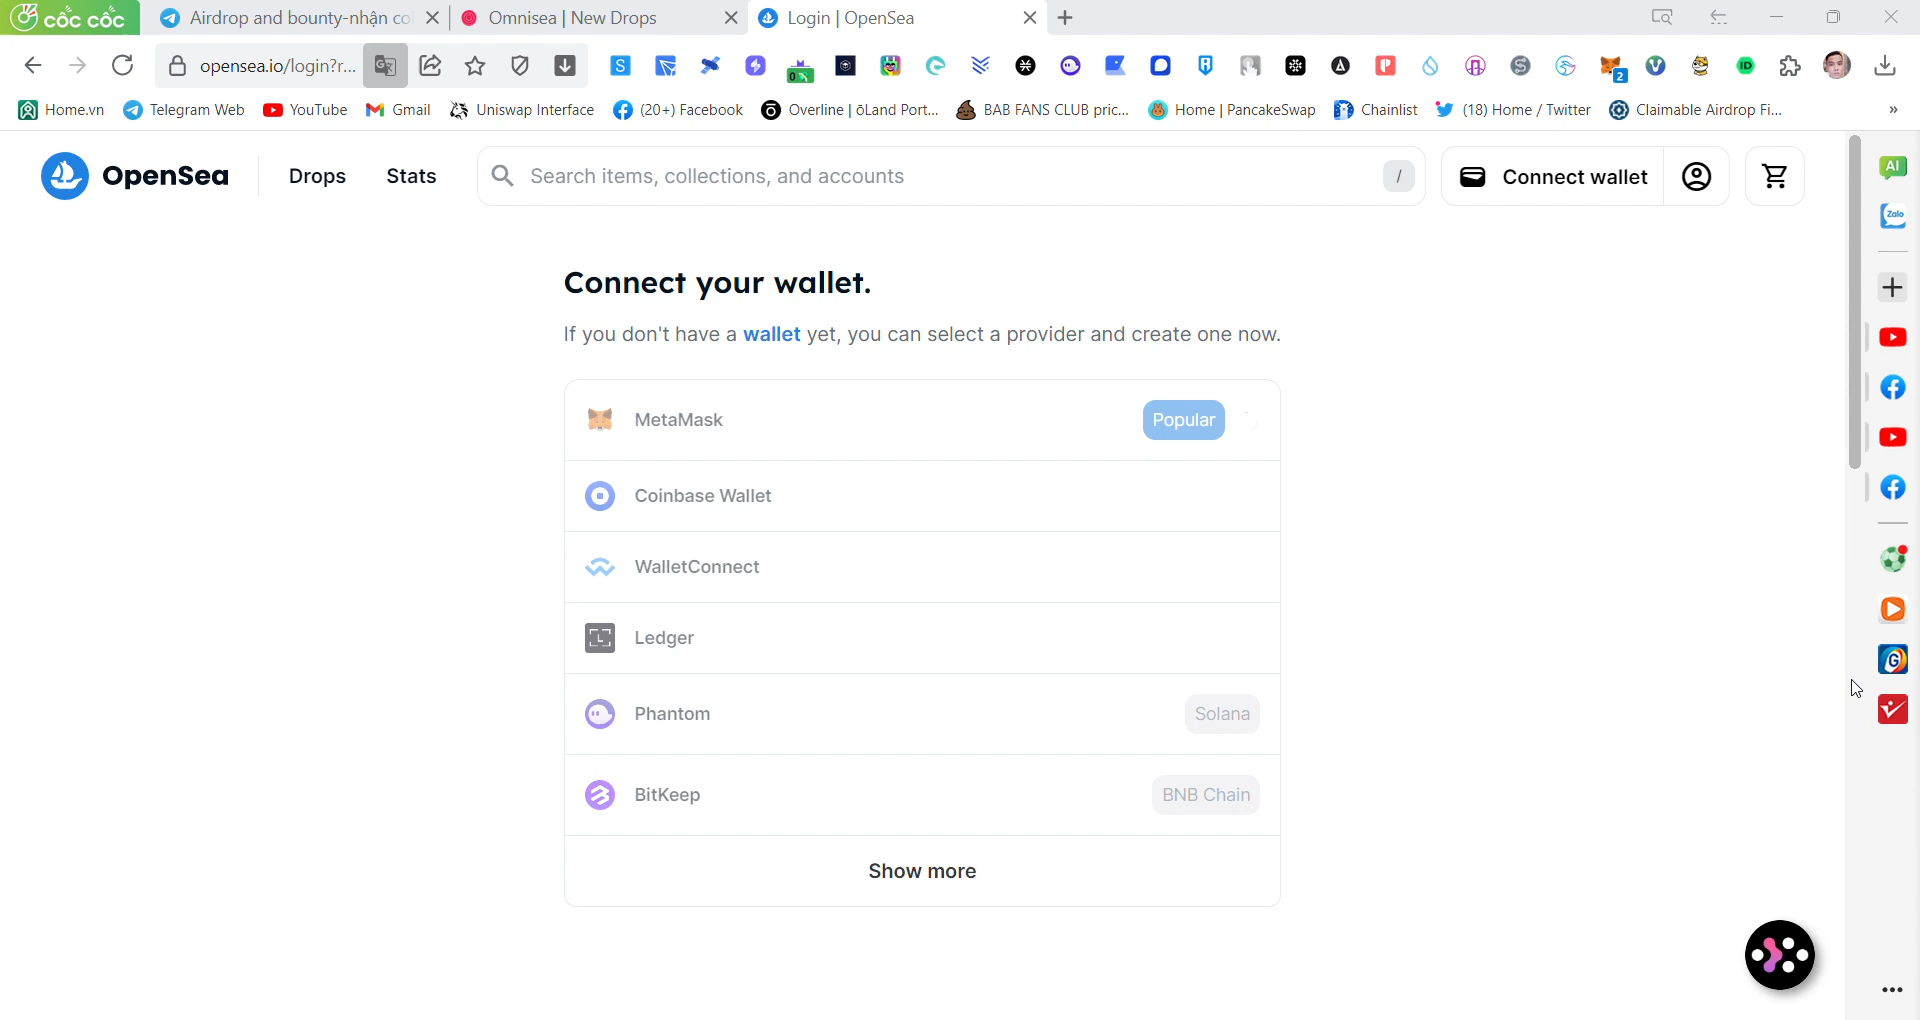 cốc cốc
Airdrop and bounty-nhận co
Omnisea | New Drops
Login | OpenSea
opensea.io/login?r...
Home.vn
Telegram Web
YouTube
Gmail
Uniswap Interface
(20+) Facebook
Overline | ōLand Port...
BAB FANS CLUB pric...
Home | PancakeSwap
Chainlist
(18) Home / Twitter
Claimable Airdrop Fi...
»
OpenSea
Drops
Stats
Search items, collections, and accounts
/
Connect wallet
AI
Zalo
Connect your wallet.
If you don't have a wallet yet, you can select a provider and create one now.
MetaMask
Popular
Coinbase Wallet
WalletConnect
Ledger
Phantom
Solana
BitKeep
BNB Chain
Show more